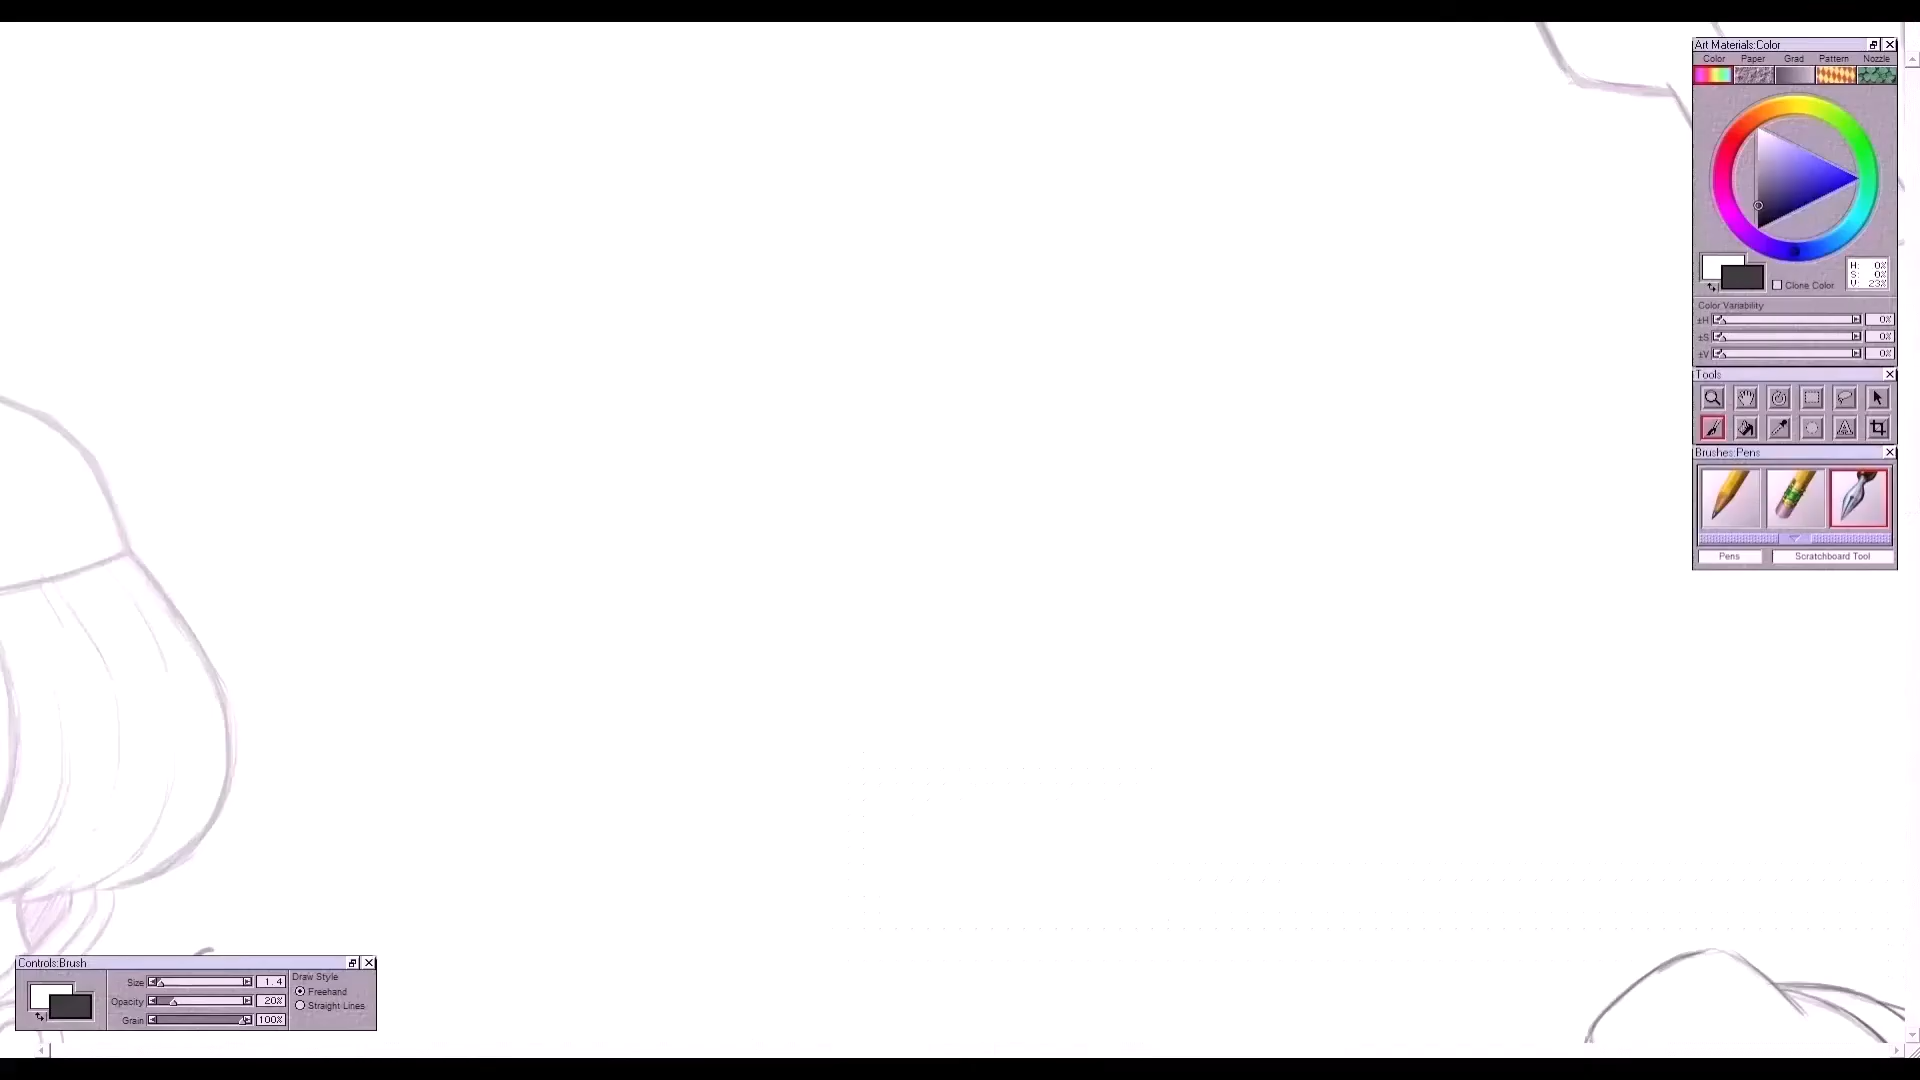 Art Materials:Color
Color Paper Grad Pattern Nozzle
H: 0%
S: 0%
V: 23%
Clone Color
Color Variability
±H 0%
±S 0%
±V 0%
Tools
Brushes:Pens
Pens Scratchboard Tool
Controls:Brush
Size 1.4
Opacity 20%
Grain 100%
Draw Style
Freehand
Straight Lines